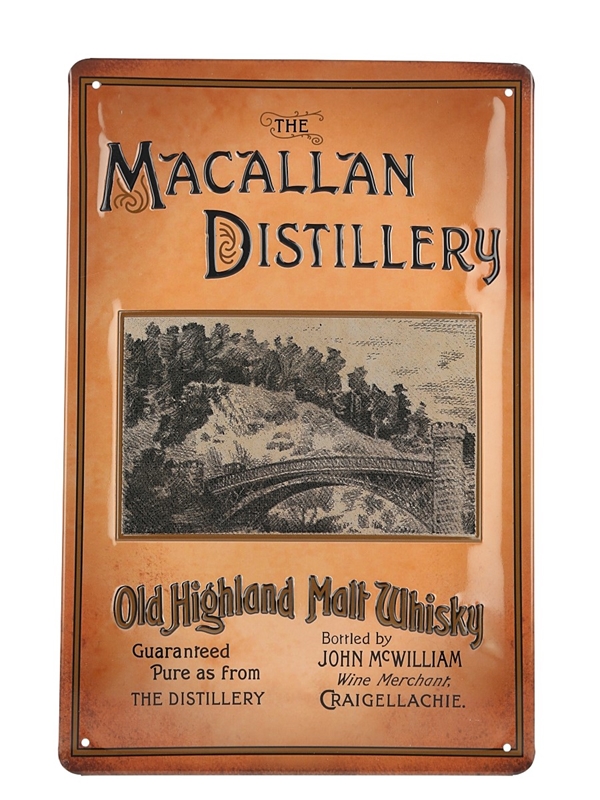 THE
MACALLAN
DISTILLERY
Old Highland Malt Whisky
Guaranteed
Pure as from
THE DISTILLERY
Bottled by
JOHN McWILLIAM
Wine Merchant,
CRAIGELLACHIE.